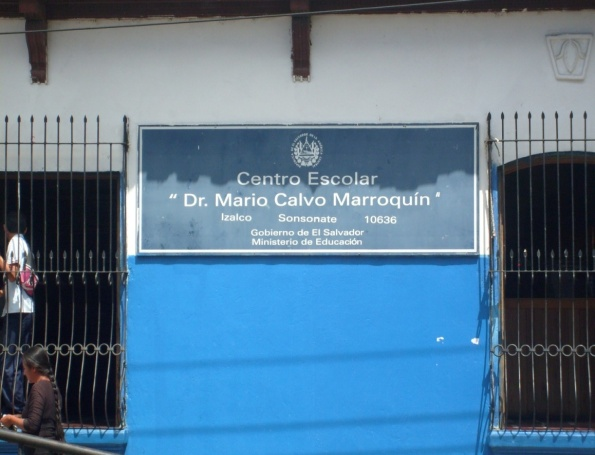 Centro Escolar
" Dr. Mario Calvo Marroquín "
Izalco Sonsonate 10636
Gobierno de El Salvador
Ministerio de Educación